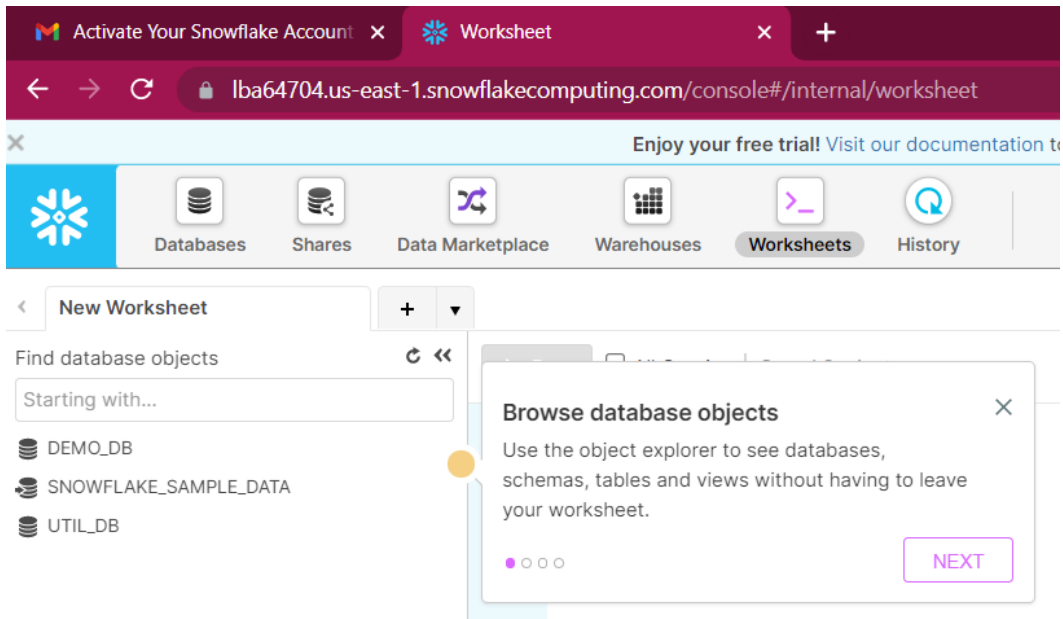 Activate Your Snowflake Account
Worksheet
lba64704.us-east-1.snowflakecomputing.com/console#/internal/worksheet
Enjoy your free trial! Visit our documentation to
Databases Shares Data Marketplace Warehouses Worksheets History
New Worksheet
Find database objects
Starting with...
DEMO_DB
SNOWFLAKE_SAMPLE_DATA
UTIL_DB
Browse database objects
Use the object explorer to see databases,
schemas, tables and views without having to leave
your worksheet.
NEXT